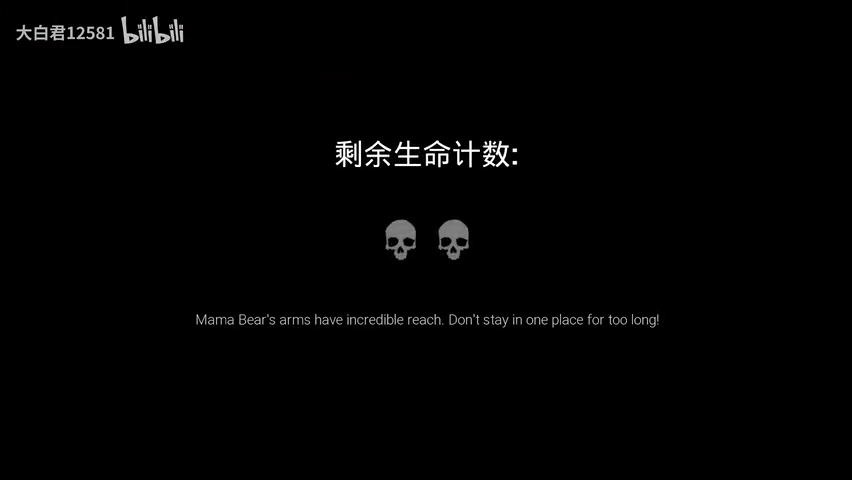 大白君12581 bilibili
剩余生命计数:
Mama Bear's arms have incredible reach. Don't stay in one place for too long!